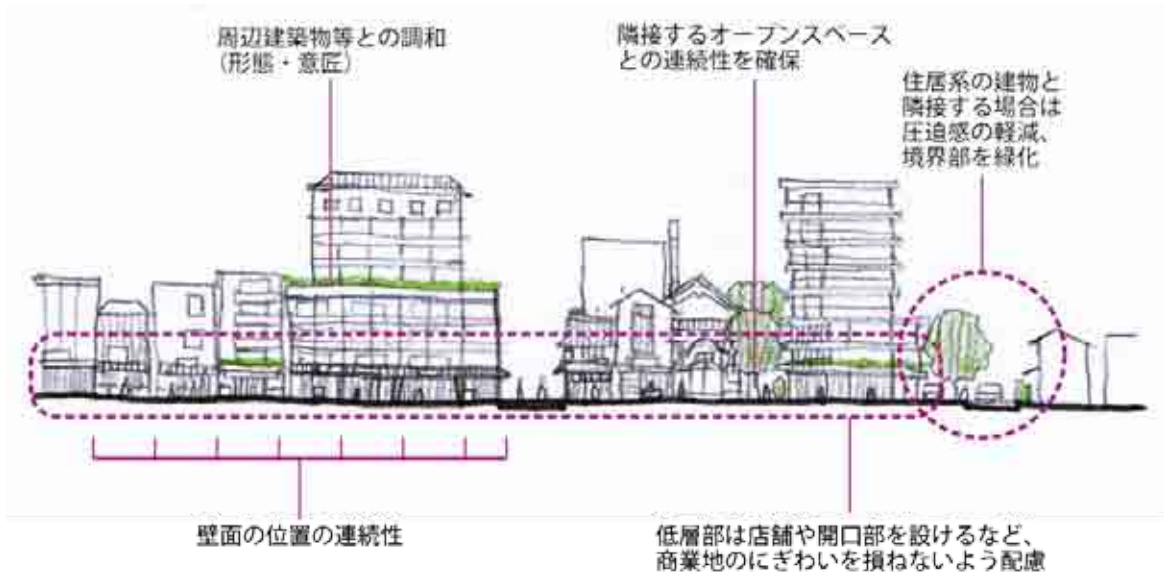 周辺建築物等との調和
(形態・意匠)
隣接するオープンスペース
との連続性を確保
住居系の建物と
隣接する場合は
圧迫感の軽減、
境界部を緑化
壁面の位置の連続性
低層部は店舗や開口部を設けるなど、
商業地のにぎわいを損ねないよう配慮